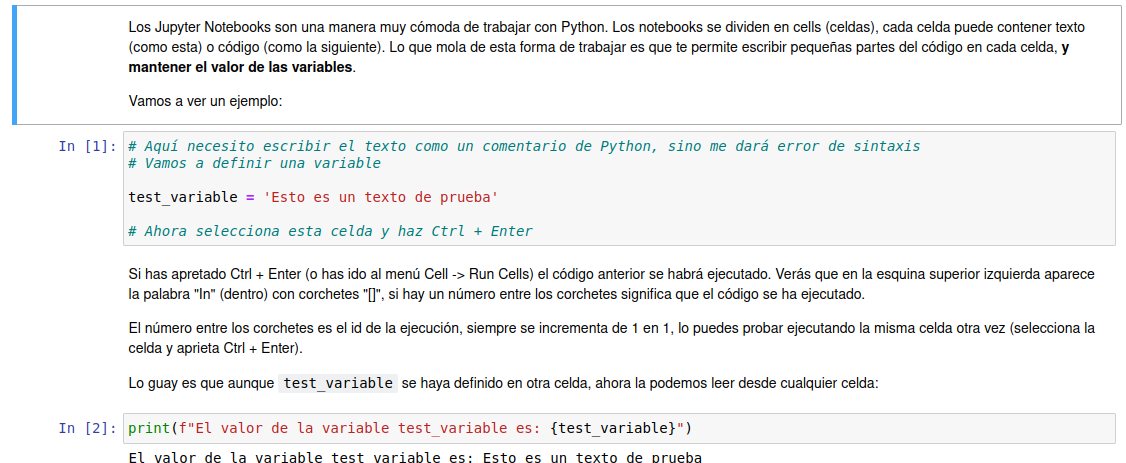 Los Jupyter Notebooks son una manera muy cómoda de trabajar con Python. Los notebooks se dividen en cells (celdas), cada celda puede contener texto
(como esta) o código (como la siguiente). Lo que mola de esta forma de trabajar es que te permite escribir pequeñas partes del código en cada celda, y
mantener el valor de las variables.
Vamos a ver un ejemplo:
In [1]: # Aquí necesito escribir el texto como un comentario de Python, sino me dará error de sintaxis
# Vamos a definir una variable
test_variable = 'Esto es un texto de prueba'
# Ahora selecciona esta celda y haz Ctrl + Enter
Si has apretado Ctrl + Enter (o has ido al menú Cell -> Run Cells) el código anterior se habrá ejecutado. Verás que en la esquina superior izquierda aparece
la palabra "In" (dentro) con corchetes "[]", si hay un número entre los corchetes significa que el código se ha ejecutado.
El número entre los corchetes es el id de la ejecución, siempre se incrementa de 1 en 1, lo puedes probar ejecutando la misma celda otra vez (selecciona la
celda y aprieta Ctrl + Enter).
Lo guay es que aunque test_variable se haya definido en otra celda, ahora la podemos leer desde cualquier celda:
In [2]: print(f"El valor de la variable test_variable es: {test_variable}")
El valor de la variable test_variable es: Esto es un texto de prueba